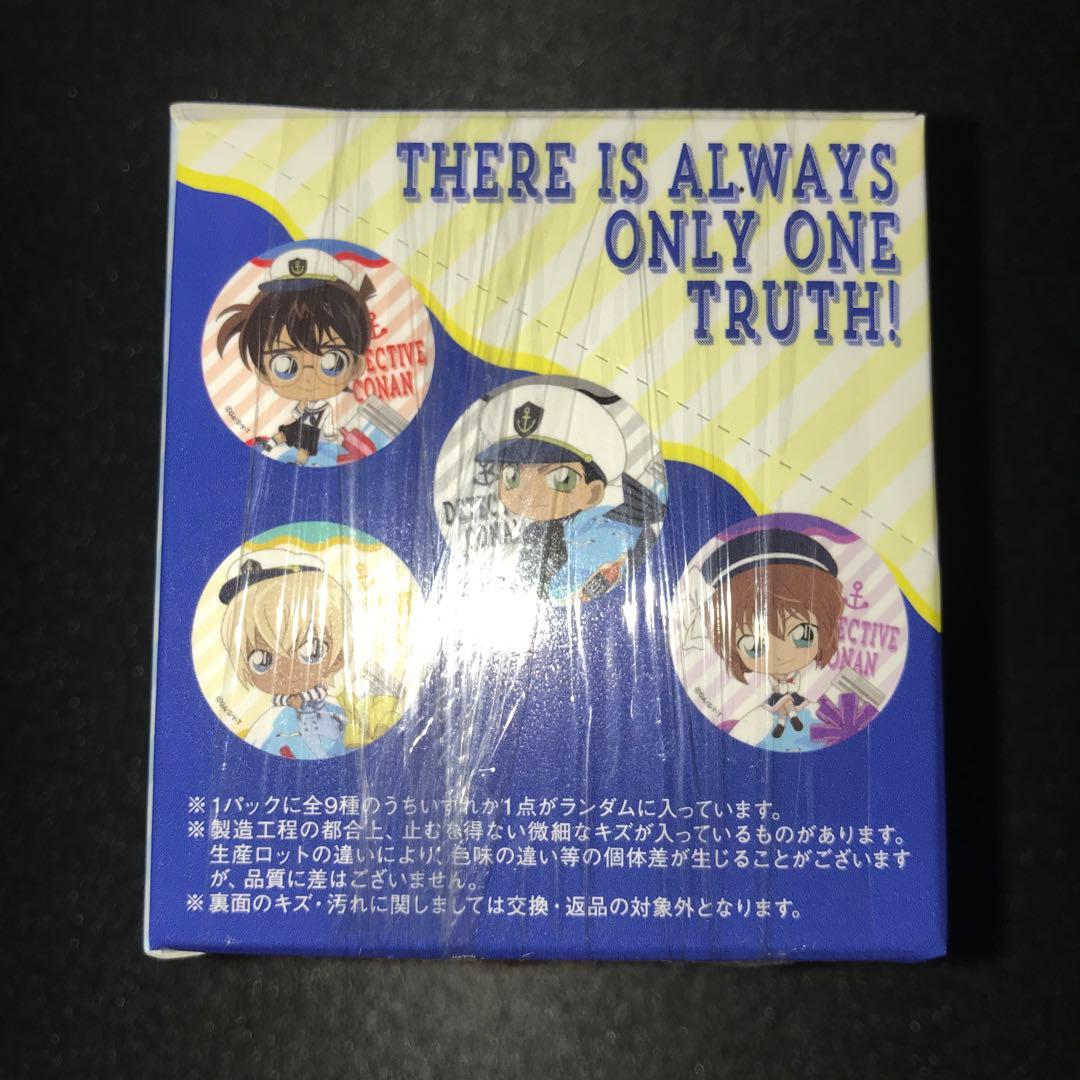 THERE IS ALWAYS
ONLY ONE
TRUTH!
ECTIVE
CONAN
DETEC
CONA
ECTIVE
ONAN
※1パックに全9種のうちいずれか1点がランダムに入っています。
※製造工程の都合上、止むを得ない微細なキズが入っているものがあります。
生産ロットの違いにより、色味の違い等の個体差が生じることがございます
が、品質に差はございません。
※裏面のキズ・汚れに関しましては交換・返品の対象外となります。